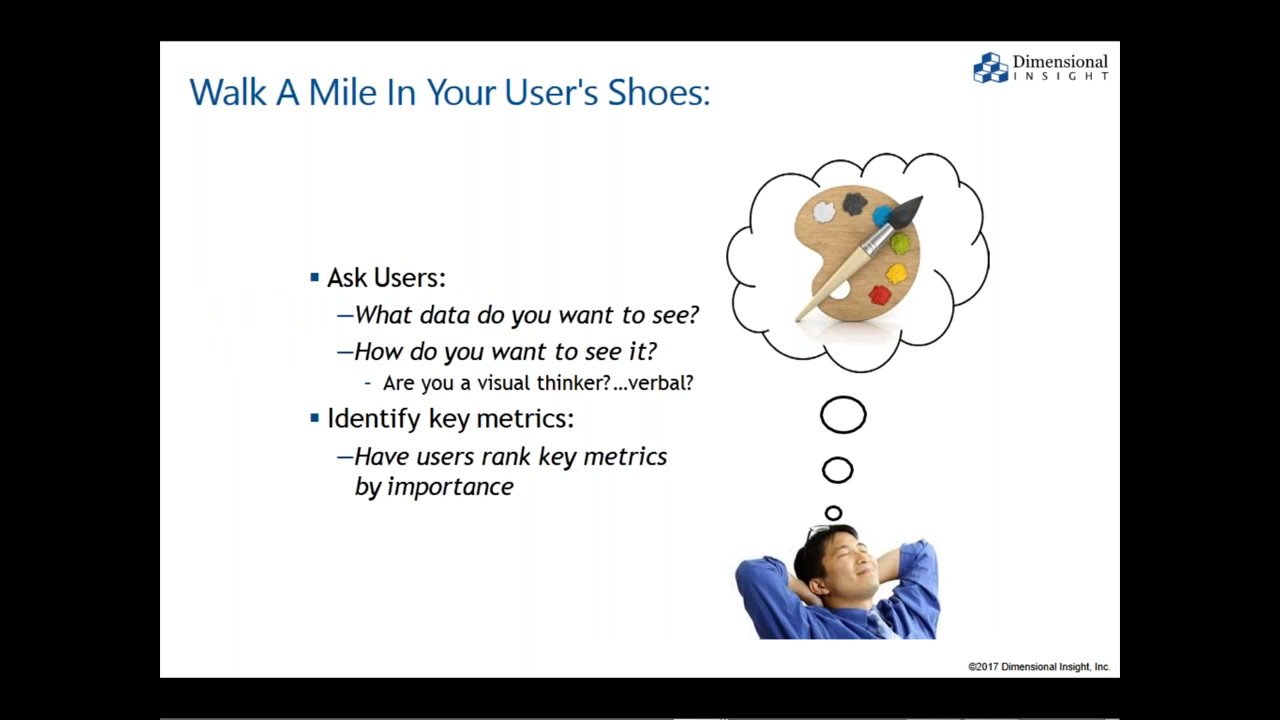 Dimensional
INSIGHT
Walk A Mile In Your User's Shoes:
▪ Ask Users:
–What data do you want to see?
–How do you want to see it?
- Are you a visual thinker?...verbal?
▪ Identify key metrics:
–Have users rank key metrics
by importance
©2017 Dimensional Insight, Inc.